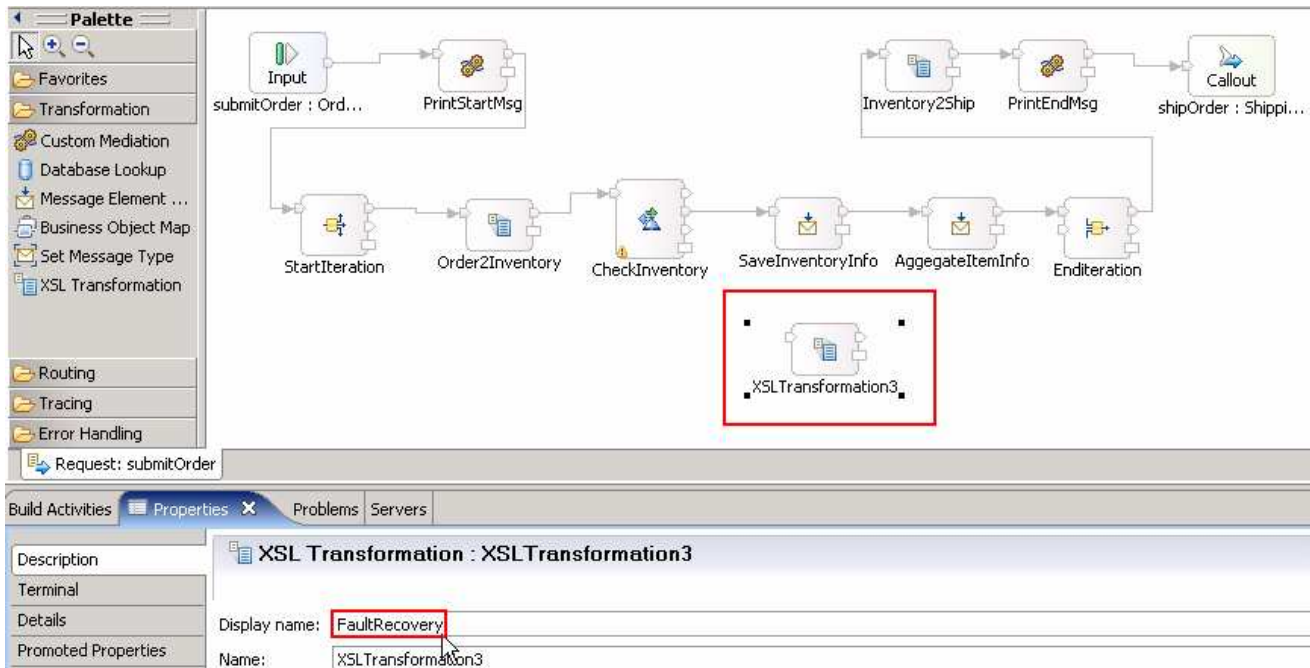 Palette
Favorites
Transformation
Custom Mediation
Database Lookup
Message Element ...
Business Object Map
Set Message Type
XSL Transformation
Routing
Tracing
Error Handling
Input
submitOrder : Ord...
PrintStartMsg
Inventory2Ship
PrintEndMsg
Callout
shipOrder : Shippi...
StartIteration
Order2Inventory
CheckInventory
SaveInventoryInfo
AggegateItemInfo
Enditeration
XSLTransformation3
Request: submitOrder
Build Activities
Properties
Problems
Servers
Description
Terminal
Details
Promoted Properties
XSL Transformation : XSLTransformation3
Display name: FaultRecovery
Name: XSLTransformation3